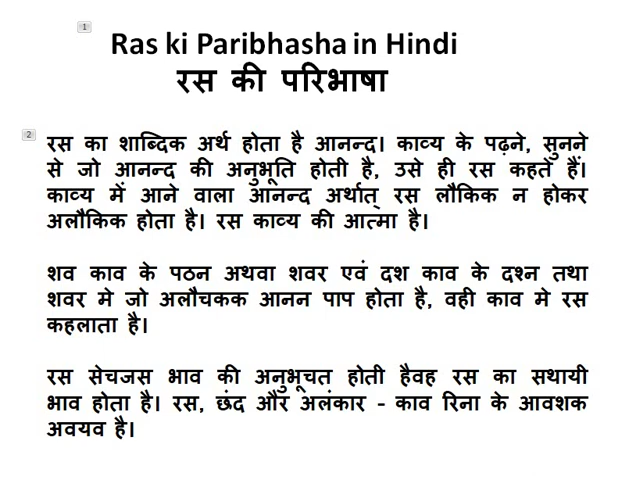 1
Ras ki Paribhasha in Hindi
रस की परिभाषा
2
रस का शाब्दिक अर्थ होता है आनन्द। काव्य के पढ़ने, सुनने
से जो आनन्द की अनुभूति होती है, उसे ही रस कहते हैं।
काव्य में आने वाला आनन्द अर्थात् रस लौकिक न होकर
अलौकिक होता है। रस काव्य की आत्मा है।
शव काव के पठन अथवा शवर एवं दश काव के दश्न तथा
शवर मे जो अलौचकक आनन पाप होता है, वही काव मे रस
कहलाता है।
रस सेचजस भाव की अनुभूचत होती हैवह रस का सथायी
भाव होता है। रस, छंद और अलंकार - काव रिना के आवशक
अवयव है।